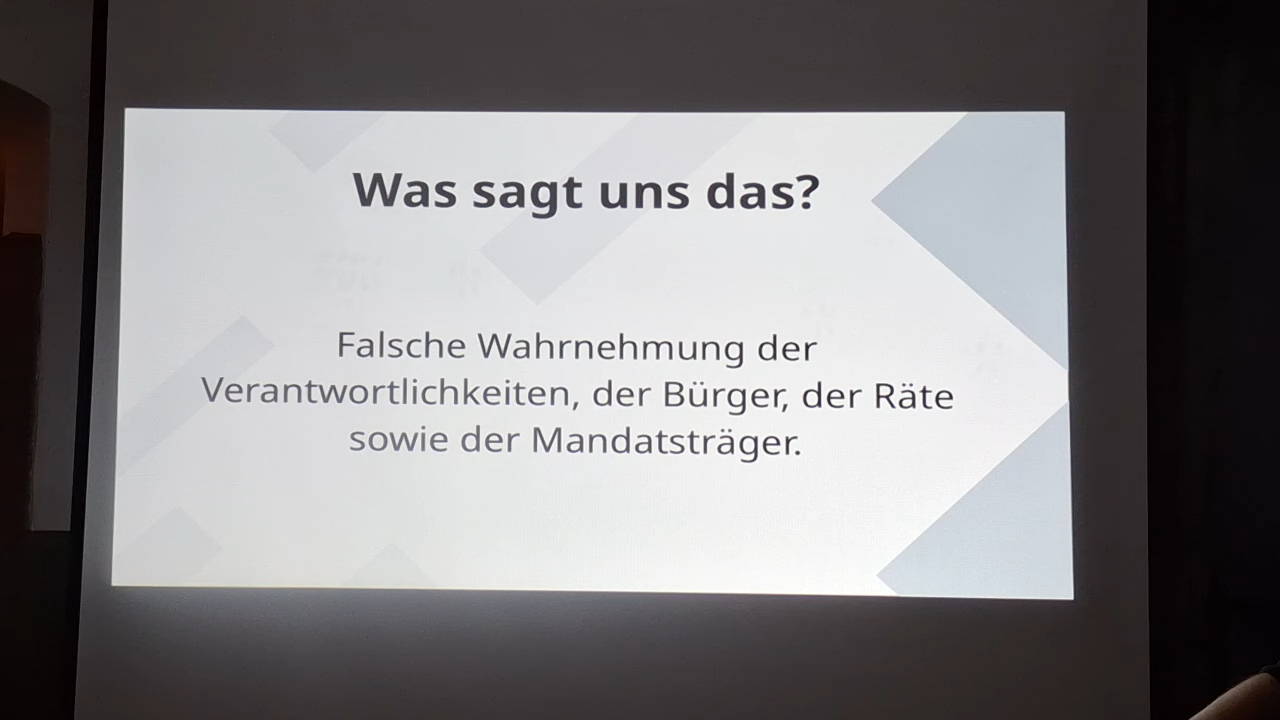 Was sagt uns das?
Falsche Wahrnehmung der
Verantwortlichkeiten, der Bürger, der Räte
sowie der Mandatsträger.